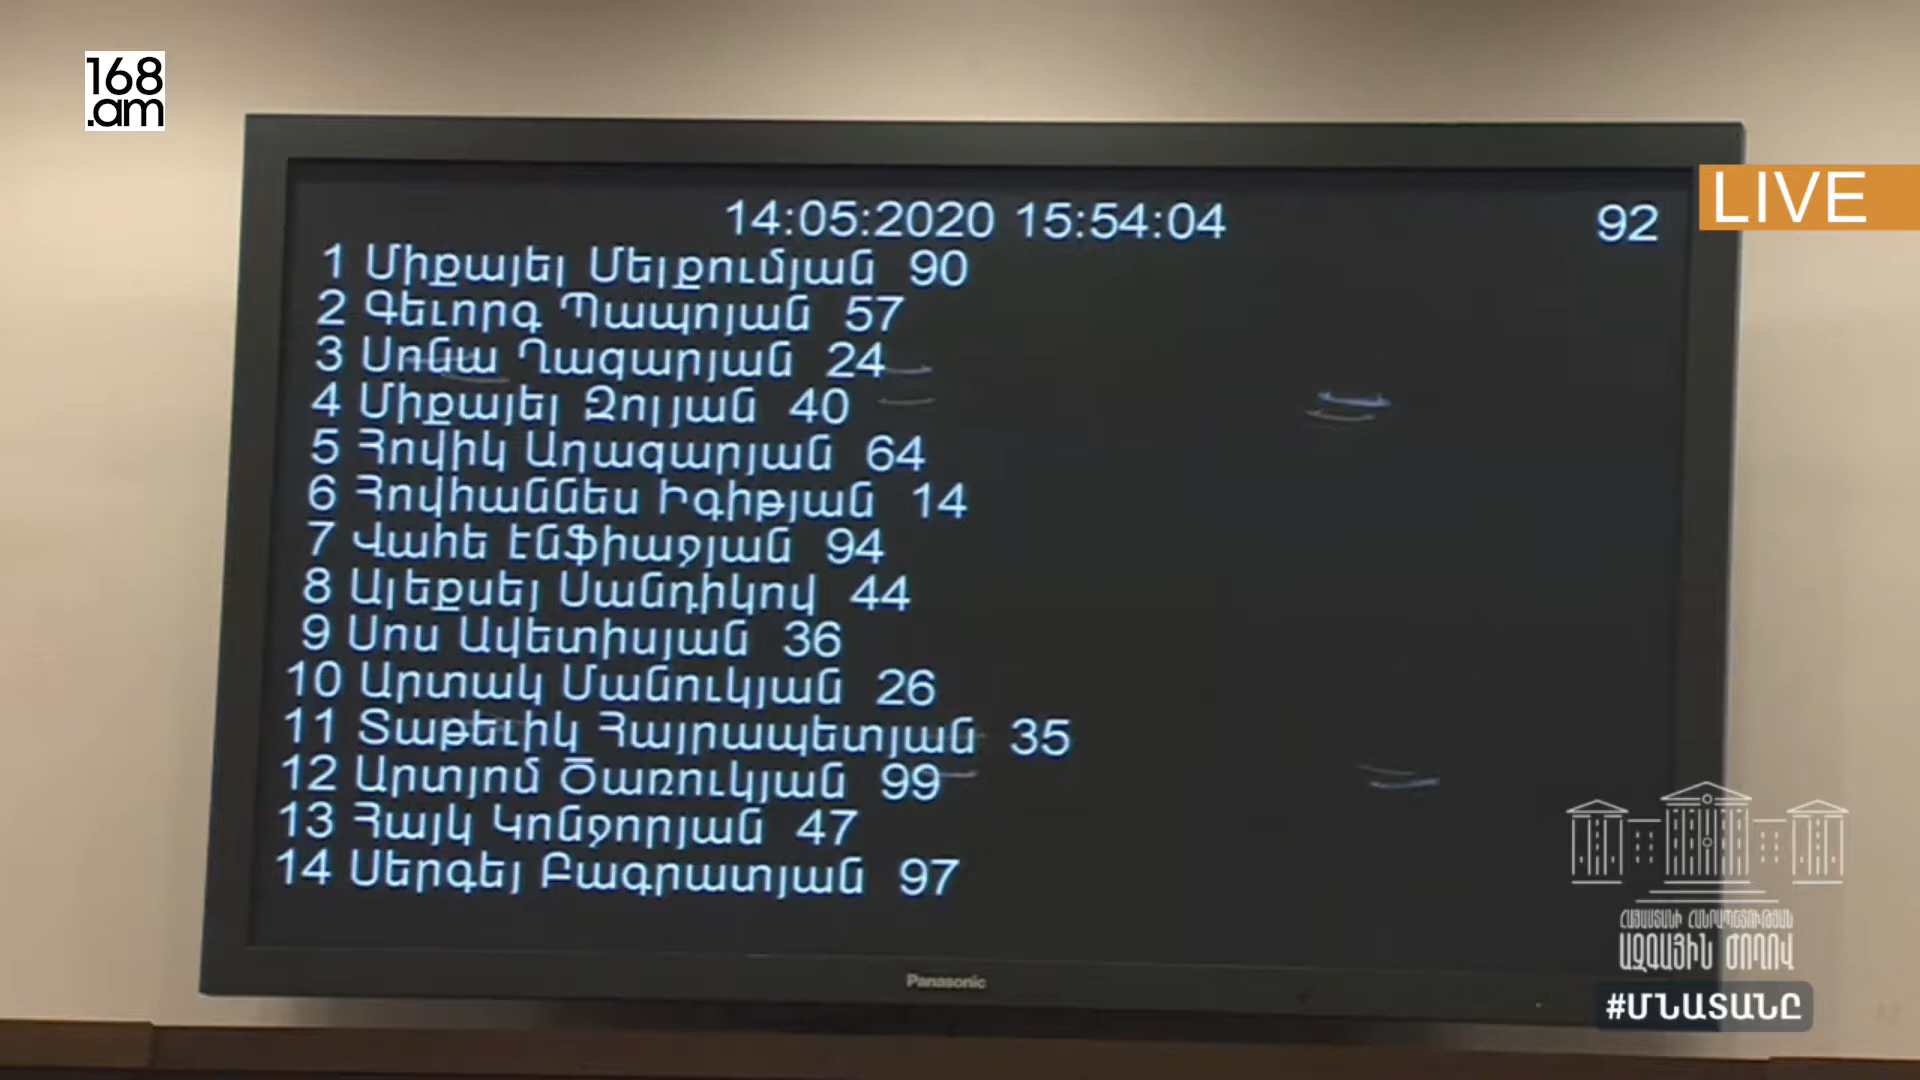 168
.am
LIVE
14:05:2020 15:54:04 92
1 Միքայել Մելքումյան 90
2 Գեւորգ Պապոյան 57
3 Սոնա Ղազարյան 24
4 Միքայել Զոլյան 40
5 Հովիկ Աղազարյան 64
6 Հովհաննես Իգիթյան 14
7 Վահե Էնֆիաջյան 94
8 Ալեքսեյ Սանդիկով 44
9 Սոս Ավետիսյան 36
10 Արտակ Մանուկյան 26
11 Տաթեւիկ Հայրապետյան 35
12 Արտյոմ Ծառուկյան 99
13 Հայկ Կոնջորյան 47
14 Սերգեյ Բագրատյան 97
Panasonic
ՀԱՅԱՍՏԱՆԻ ՀԱՆՐԱՊԵՏՈՒԹՅԱՆ
ԱԶԳԱՅԻՆ ԺՈՂՈՎ
#ՄՆԱՏԱՆԸ